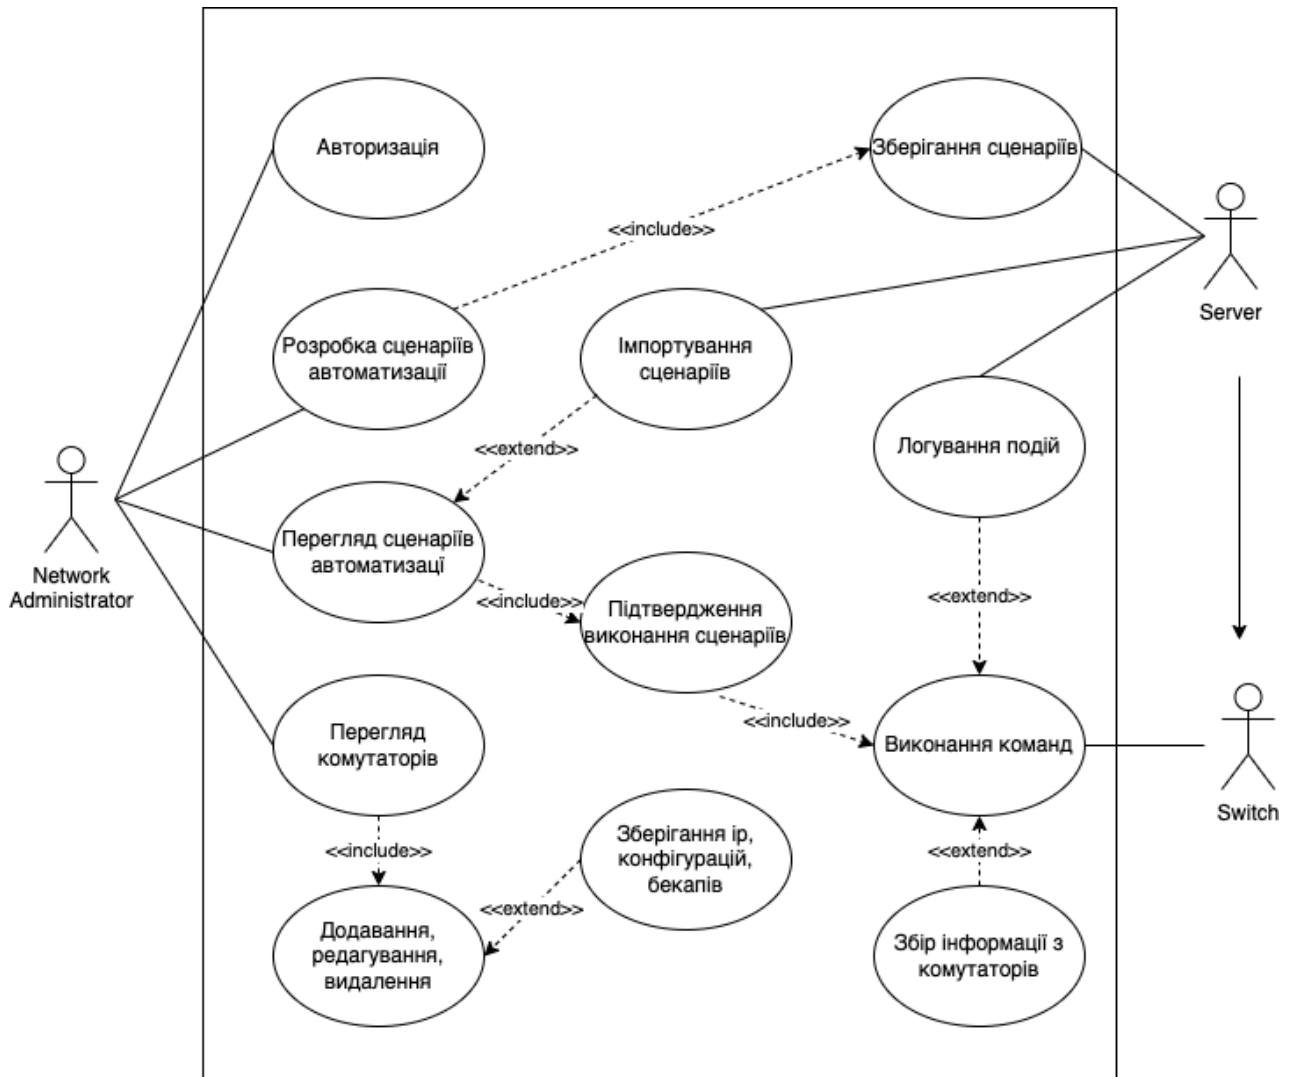 Авторизація
Зберігання сценаріїв
<<include>>
Server
Розробка сценаріїв
автоматизації
Імпортування
сценаріїв
<<extend>>
Логування подій
Network
Administrator
Перегляд сценаріїв
автоматизаці
<<include>>
Підтвердження
виконання сценаріїв
<<extend>>
<<include>>
Перегляд
комутаторів
Виконання команд
Switch
<<include>>
Зберігання ір,
конфігурацій,
бекапів
<<extend>>
<<extend>>
Додавання,
редагування,
видалення
Збір інформації з
комутаторів